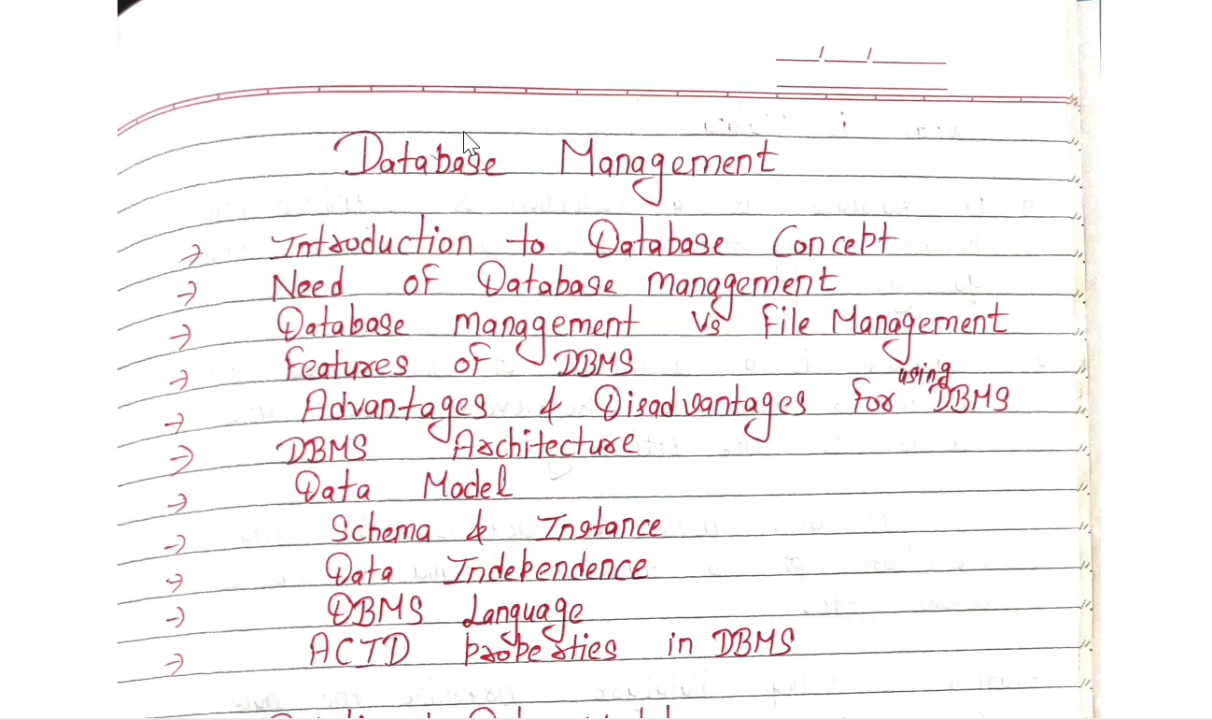 Database Management
→ Introduction to Database Concept
→ Need of Database management
→ Database management Vs File Management
→ Features of DBMS
→ Advantages & Disadvantages for using DBMS
→ DBMS Architecture
→ Data Model
→ Schema & Instance
→ Data Independence
→ DBMS Language
→ ACID properties in DBMS